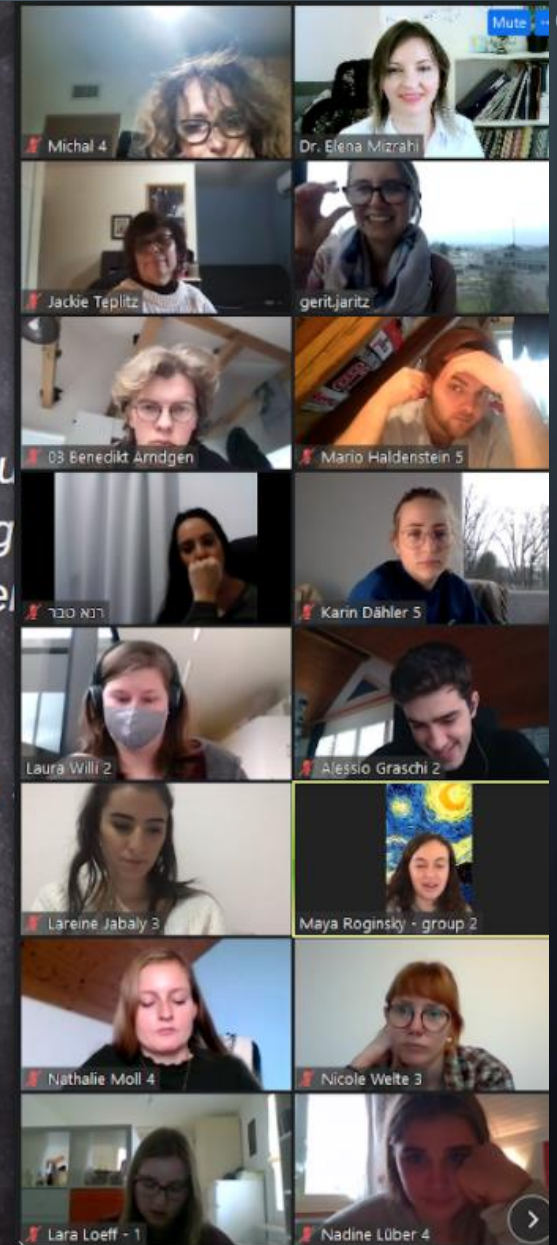 Mute
Michal 4
Dr. Elena Mizrahi
Jackie Teplitz
gerit.jaritz
03 Benedikt Arndgen
Mario Haldenstein 5
רנא טבר
Karin Dähler 5
Laura Willi 2
Alessio Graschi 2
Lareine Jabaly 3
Maya Roginsky - group 2
Nathalie Moll 4
Nicole Welte 3
Lara Loeff - 1
Nadine Lüber 4